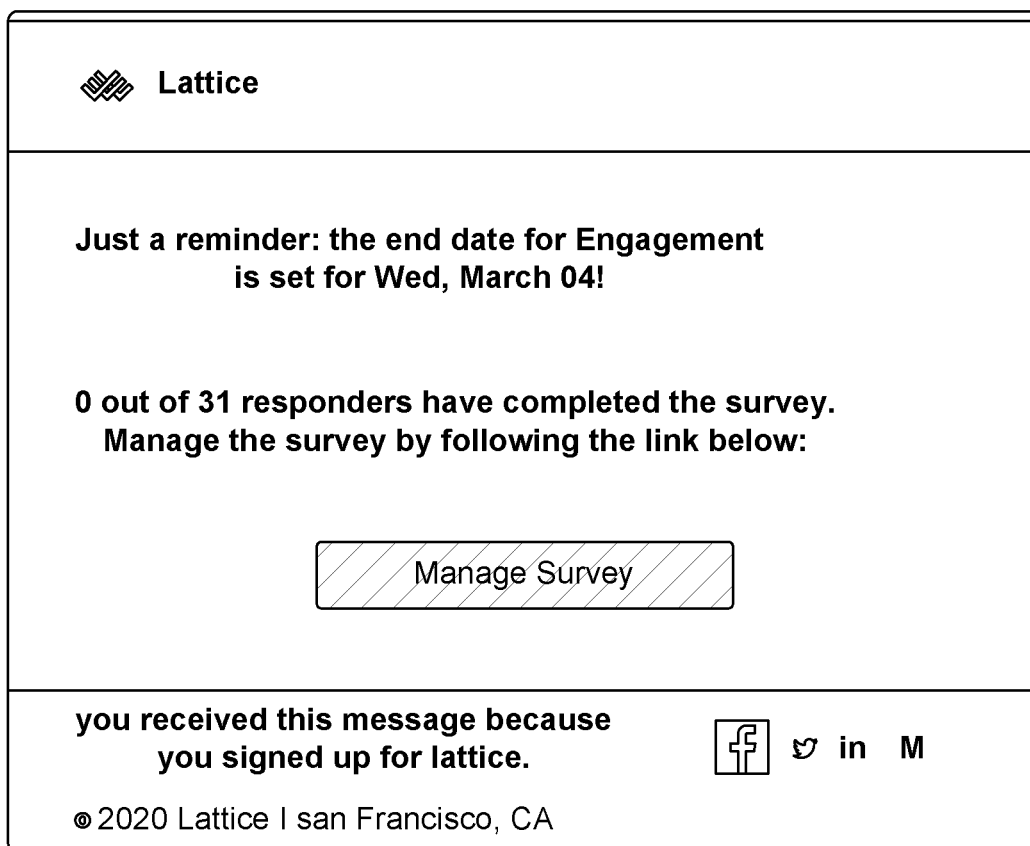 Lattice
Just a reminder: the end date for Engagement
is set for Wed, March 04!
0 out of 31 responders have completed the survey.
Manage the survey by following the link below:
Manage Survey
you received this message because
you signed up for lattice.
f in M
© 2020 Lattice I san Francisco, CA